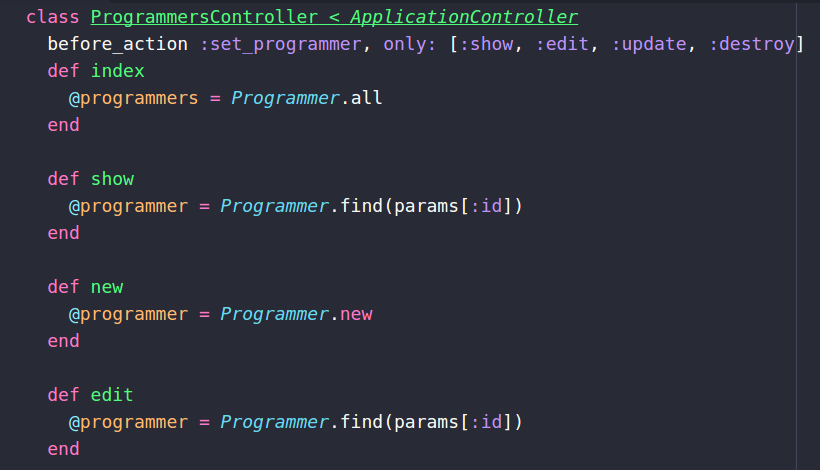 class ProgrammersController < ApplicationController
before_action :set_programmer, only: [:show, :edit, :update, :destroy]
def index
@programmers = Programmer.all
end
def show
@programmer = Programmer.find(params[:id])
end
def new
@programmer = Programmer.new
end
def edit
@programmer = Programmer.find(params[:id])
end